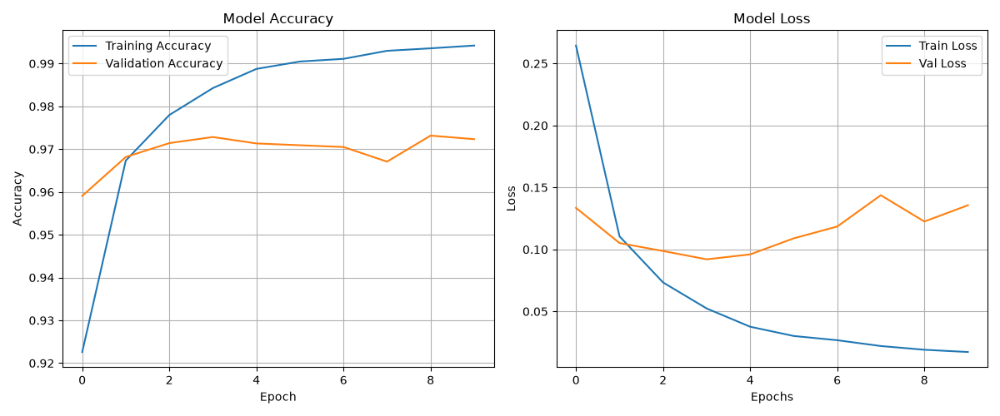 Model Accuracy
Training Accuracy
Validation Accuracy
0.99
0.98
0.97
0.96
0.95
0.94
0.93
0.92
Accuracy
0
2
4
6
8
Epoch
Model Loss
Train Loss
Val Loss
0.25
0.20
0.15
0.10
0.05
Loss
0
2
4
6
8
Epochs